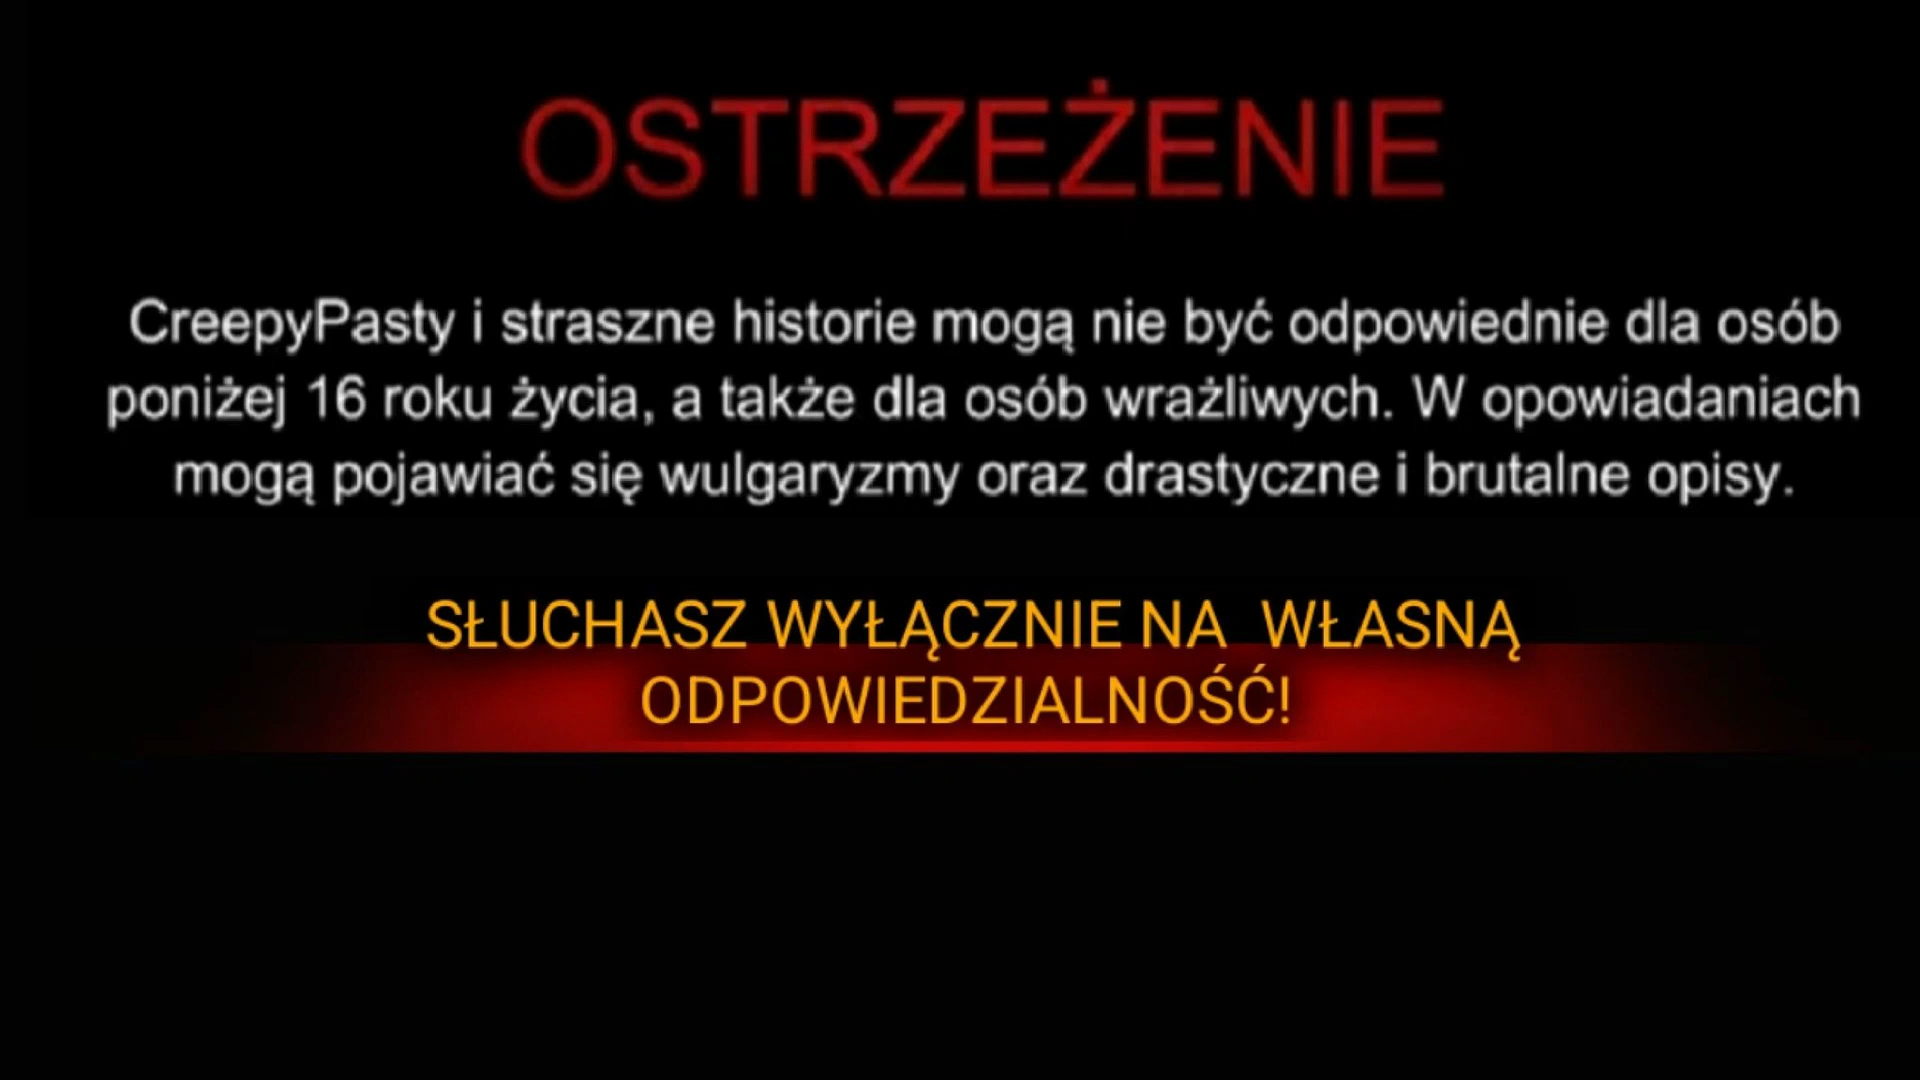 OSTRZEŻENIE
CreepyPasty i straszne historie mogą nie być odpowiednie dla osób
poniżej 16 roku życia, a także dla osób wrażliwych. W opowiadaniach
mogą pojawiać się wulgaryzmy oraz drastyczne i brutalne opisy.
SŁUCHASZ WYŁĄCZNIE NA WŁASNĄ
ODPOWIEDZIALNOŚĆ!